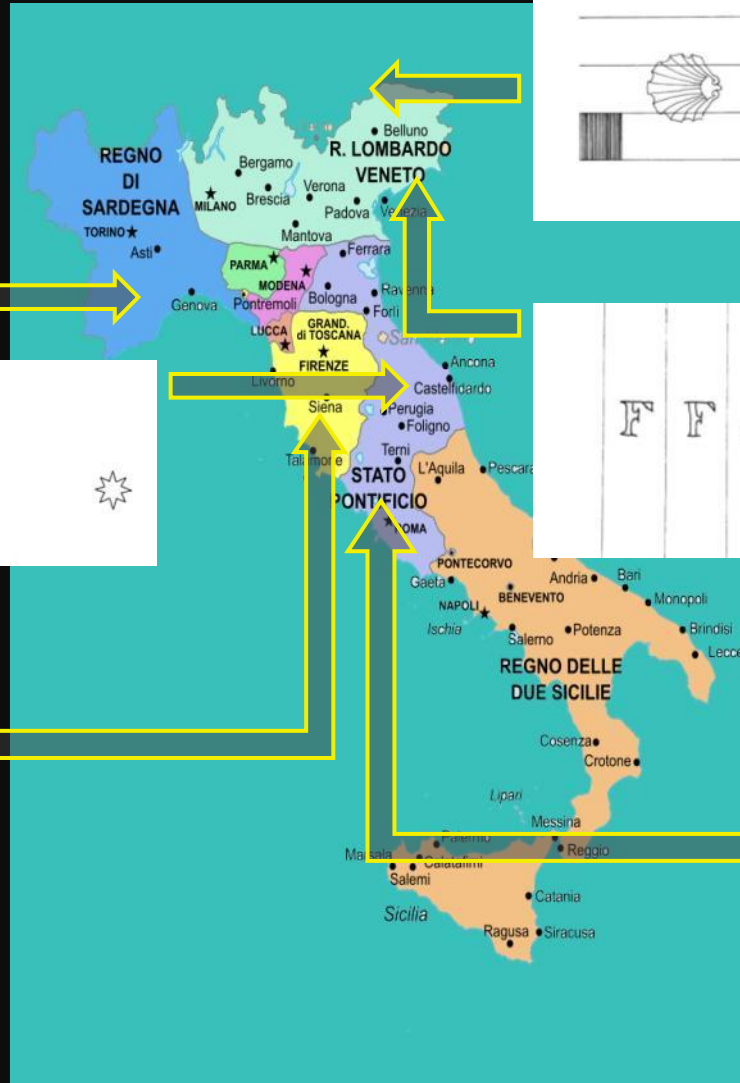 Belluno
REGNO
DI
SARDEGNA
R. LOMBARDO
VENETO
Bergamo
Verona
MILANO
Brescia
Padova
Venezia
TORINO
Mantova
Asti
Ferrara
PARMA
MODENA
Ravenna
Genova
Pontremoli
Bologna
Forlì
LUCCA
GRAND.
di TOSCANA
San
FIRENZE
Ancona
Livorno
Castelfidardo
Siena
Perugia
F F
Foligno
Talamone
Terni
L'Aquila
Pescara
STATO
PONTIFICIO
ROMA
PONTECORVO
Gaeta
Andria
Bari
BENEVENTO
Monopoli
NAPOLI
Ischia
Salerno
Potenza
Brindisi
Lecce
REGNO DELLE
DUE SICILIE
Cosenza
Crotone
Lipari
Messina
Palermo
Reggio
Marsala
Calatafimi
Salemi
Catania
Sicilia
Ragusa
Siracusa